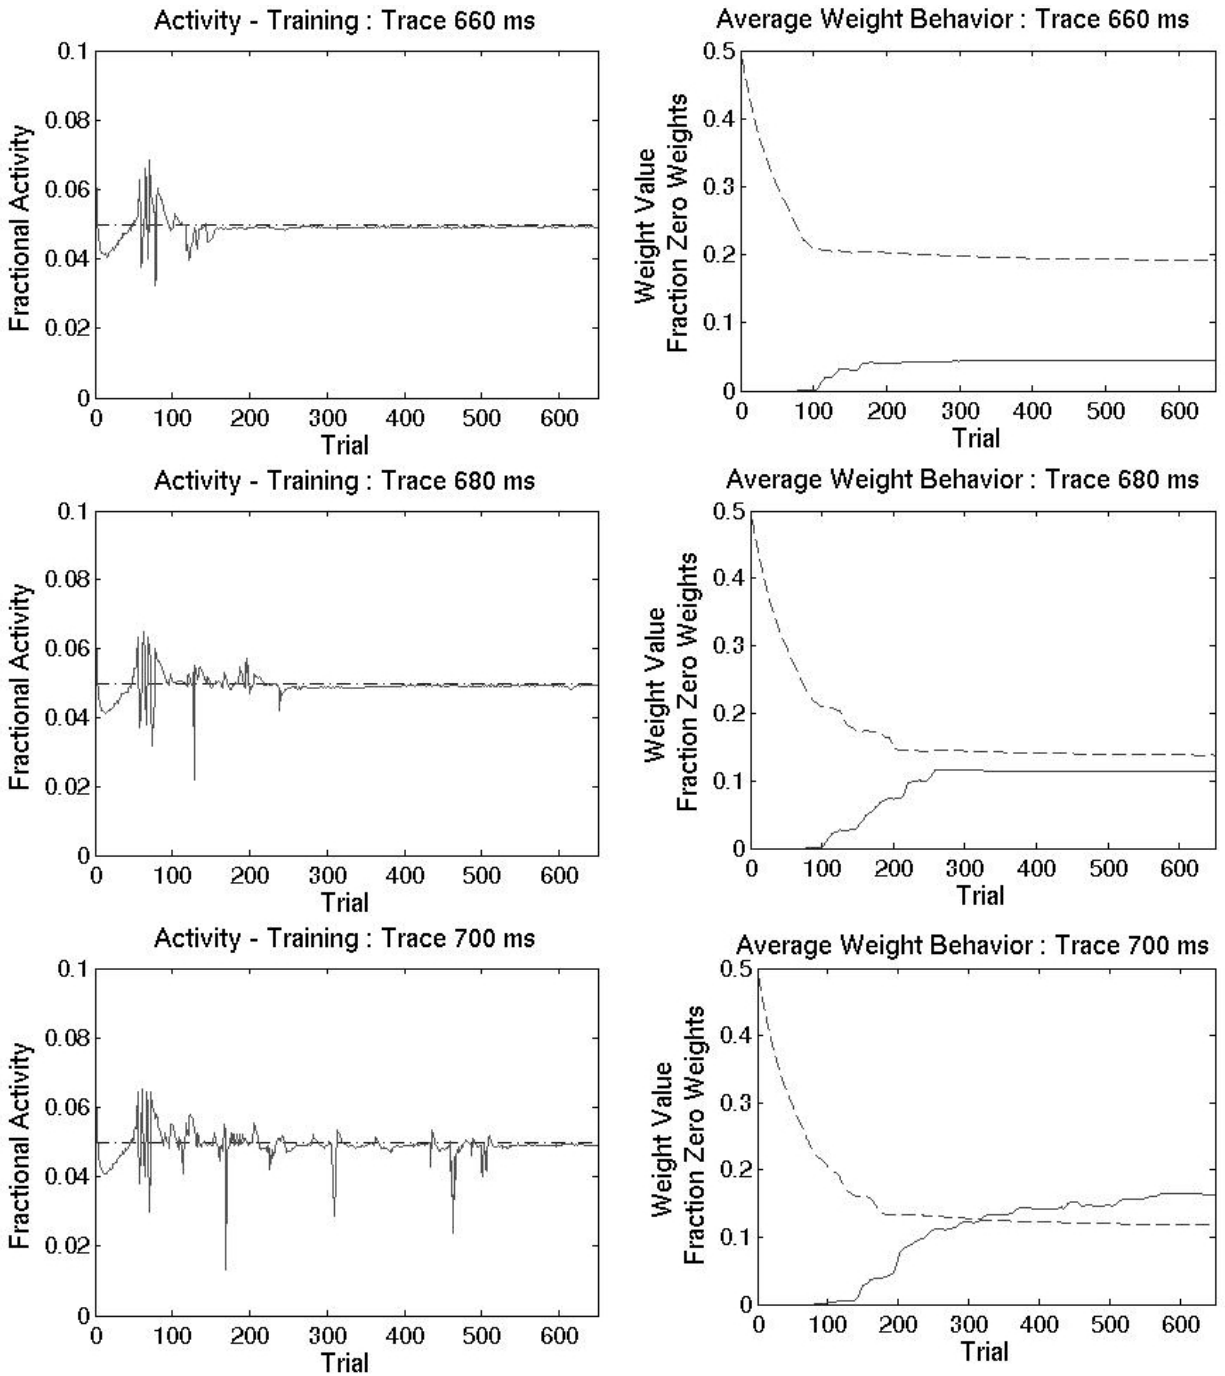 Activity - Training : Trace 660 ms
0.1
0.08
0.06
0.04
0.02
0
Fractional Activity
0 100 200 300 400 500 600
Trial
Average Weight Behavior : Trace 660 ms
0.5
0.4
0.3
0.2
0.1
0
Weight Value
Fraction Zero Weights
0 100 200 300 400 500 600
Trial
Activity - Training : Trace 680 ms
0.1
0.08
0.06
0.04
0.02
0
Fractional Activity
0 100 200 300 400 500 600
Trial
Average Weight Behavior : Trace 680 ms
0.5
0.4
0.3
0.2
0.1
0
Weight Value
Fraction Zero Weights
0 100 200 300 400 500 600
Trial
Activity - Training : Trace 700 ms
0.1
0.08
0.06
0.04
0.02
0
Fractional Activity
0 100 200 300 400 500 600
Trial
Average Weight Behavior : Trace 700 ms
0.5
0.4
0.3
0.2
0.1
0
Weight Value
Fraction Zero Weights
0 100 200 300 400 500 600
Trial